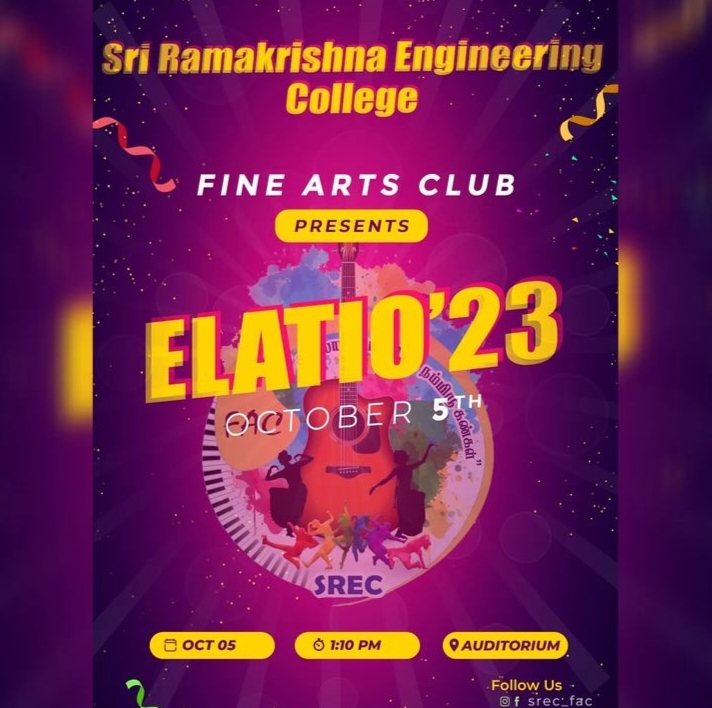 Sri Ramakrishna Engineering
College
FINE ARTS CLUB
PRESENTS
ELATIO'23
OCTOBER 5TH
FAC
SREC
OCT 05
1:10 PM
AUDITORIUM
Follow Us
srec_fac